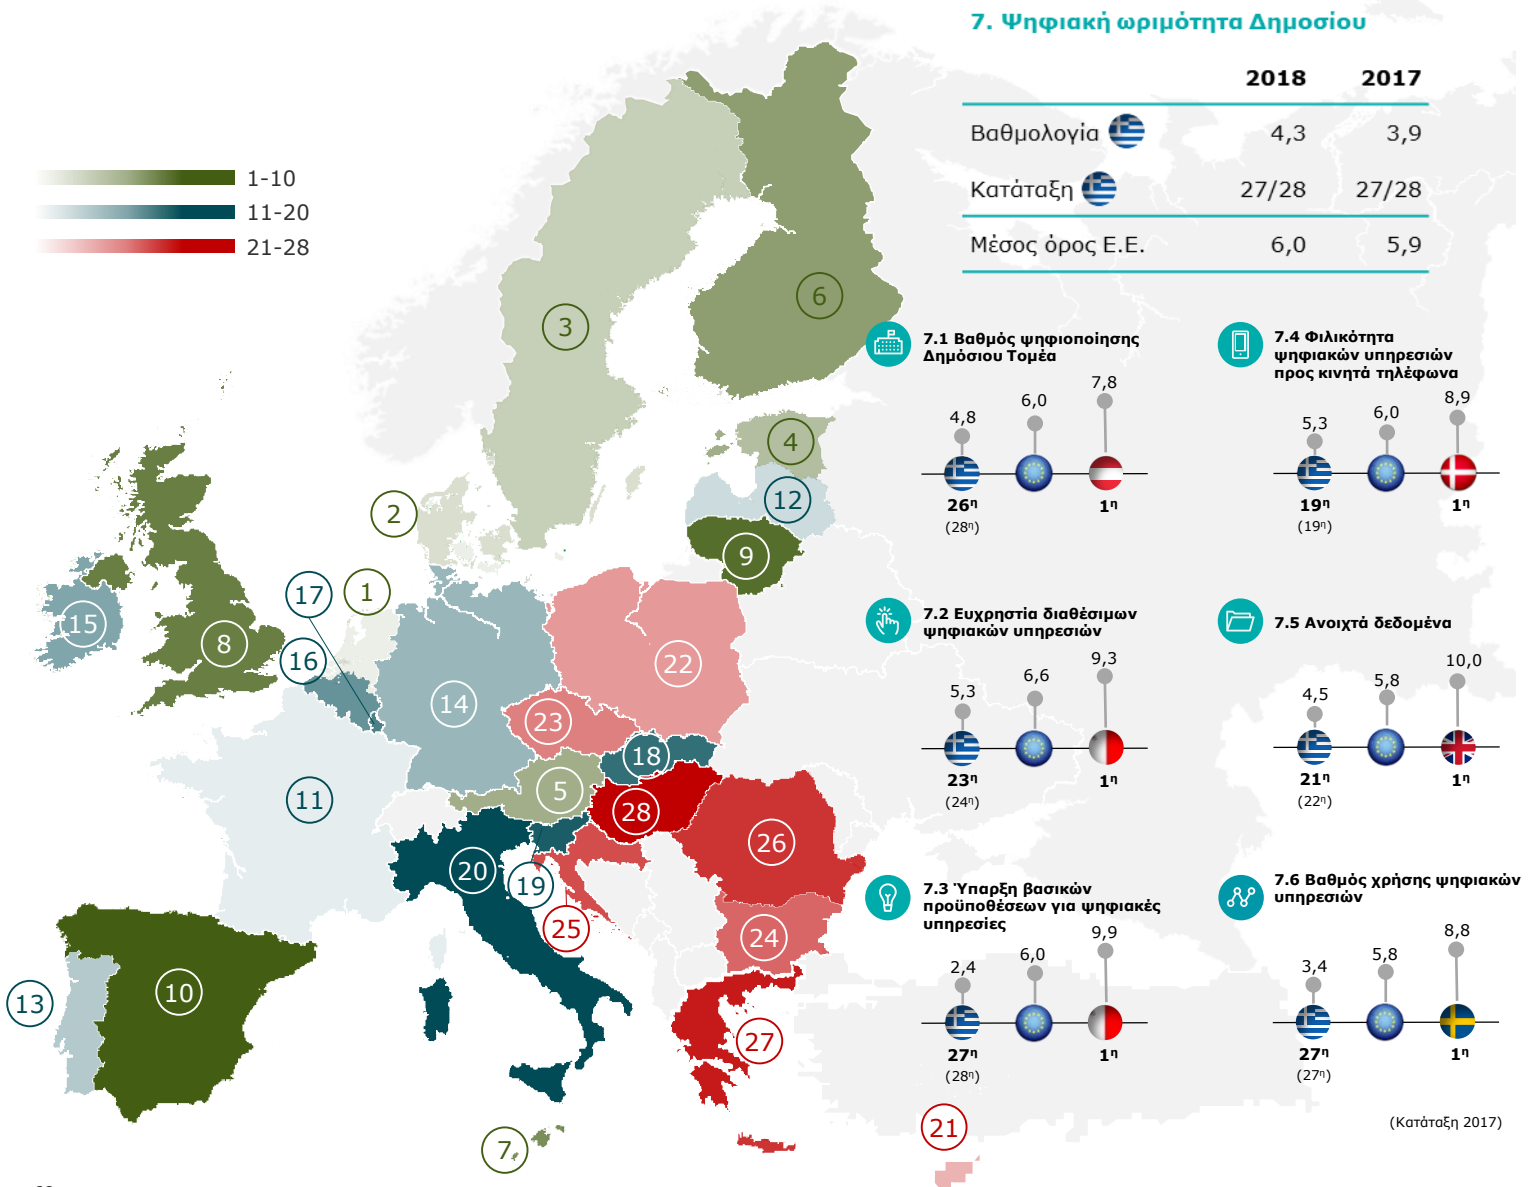 7. Ψηφιακή ωριμότητα Δημοσίου
2018 2017
Βαθμολογία 4,3 3,9
Κατάταξη 27/28 27/28
Μέσος όρος Ε.Ε. 6,0 5,9
1-10
11-20
21-28
7.1 Βαθμός ψηφιοποίησης
Δημόσιου Τομέα
4,8 6,0 7,8
26η 1η
(28η)
7.4 Φιλικότητα
ψηφιακών υπηρεσιών
προς κινητά τηλέφωνα
5,3 6,0 8,9
19η 1η
(19η)
7.2 Ευχρηστία διαθέσιμων
ψηφιακών υπηρεσιών
5,3 6,6 9,3
23η 1η
(24η)
7.5 Ανοιχτά δεδομένα
4,5 5,8 10,0
21η 1η
(22η)
7.3 Ύπαρξη βασικών
προϋποθέσεων για ψηφιακές
υπηρεσίες
2,4 6,0 9,9
27η 1η
(28η)
7.6 Βαθμός χρήσης ψηφιακών
υπηρεσιών
3,4 5,8 8,8
27η 1η
(27η)
(Κατάταξη 2017)
6
3
4
12
2
9
17
1
15
8
16
22
14
23
18
5
11
28
26
20
19
25
24
10
13
27
21
7